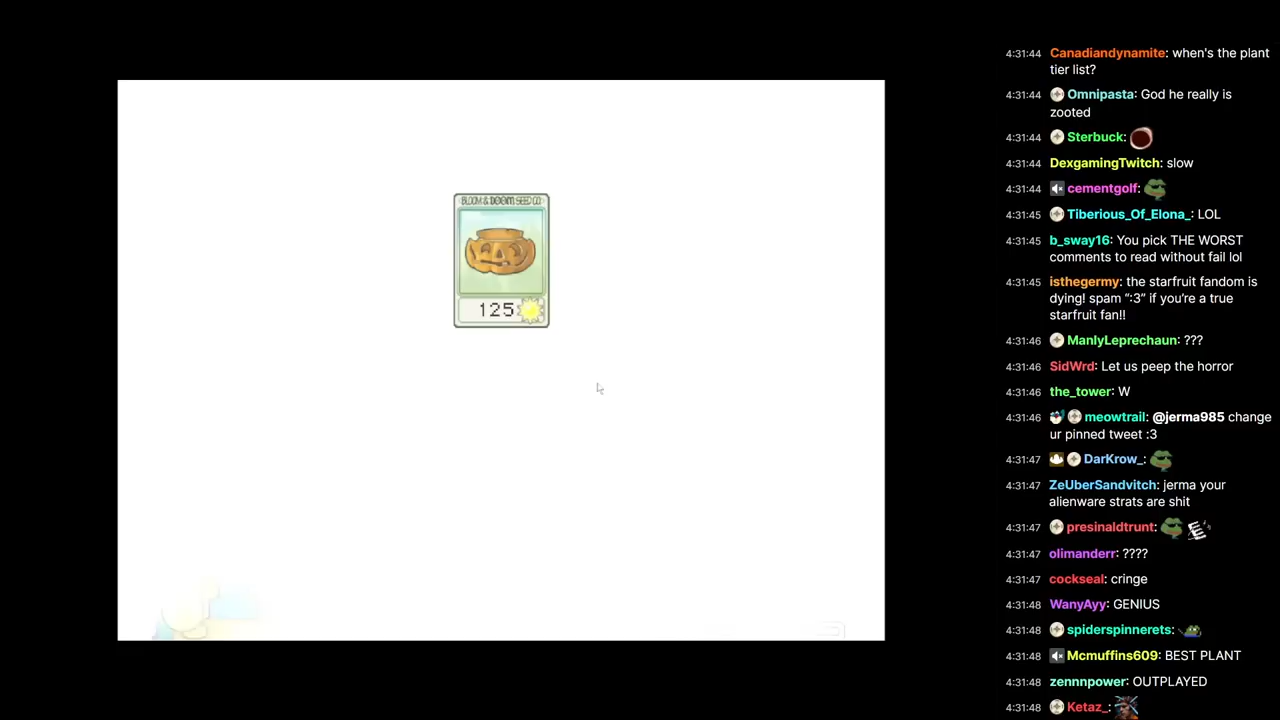 BLOOM & DOOM SEED CO
125
4:31:44 Canadiandynamite: when's the plant
tier list?
4:31:44 Omnipasta: God he really is
zooted
4:31:44 Sterbuck:
4:31:44 DexgamingTwitch: slow
4:31:44 cementgolf:
4:31:45 Tiberious_Of_Elona_: LOL
4:31:45 b_sway16: You pick THE WORST
comments to read without fail lol
4:31:45 isthegermy: the starfruit fandom is
dying! spam “:3” if you’re a true
starfruit fan!!
4:31:46 ManlyLeprechaun: ???
4:31:46 SidWrd: Let us peep the horror
4:31:46 the_tower: W
4:31:46 meowtrail: @jerma985 change
ur pinned tweet :3
4:31:47 DarKrow_:
4:31:47 ZeUberSandvitch: jerma your
alienware strats are shit
4:31:47 presinaldtrunt:
4:31:47 olimanderr: ????
4:31:47 cockseal: cringe
4:31:48 WanyAyy: GENIUS
4:31:48 spiderspinnerets:
4:31:48 Mcmuffins609: BEST PLANT
4:31:48 zennnpower: OUTPLAYED
4:31:48 Ketaz_: